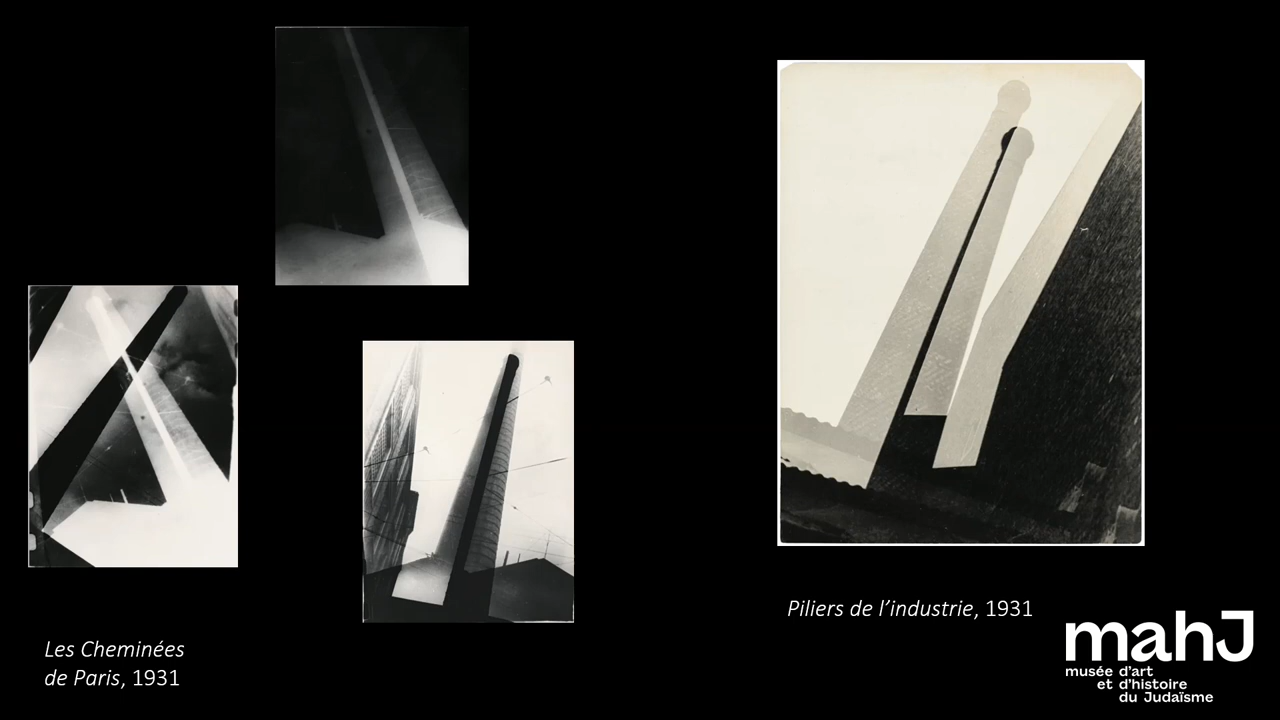 Les Cheminées
de Paris, 1931
Piliers de l’industrie, 1931
mahJ
musée d’art
et d’histoire
du Judaïsme